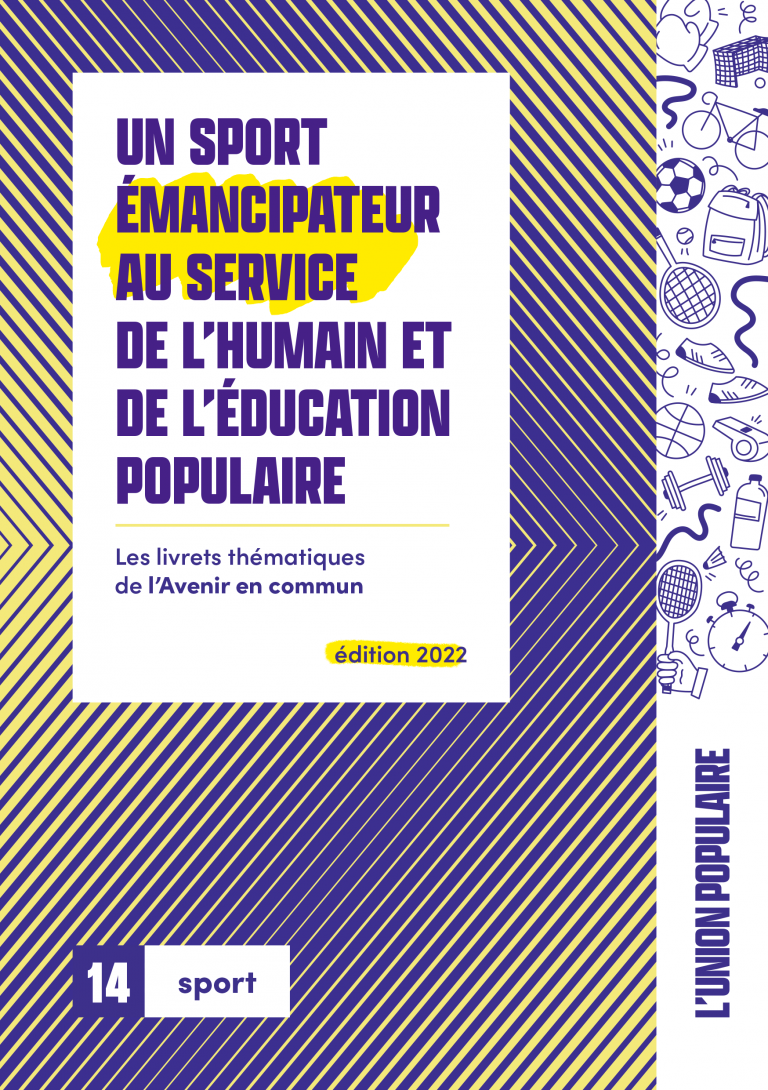 UN SPORT
ÉMANCIPATEUR
AU SERVICE
DE L’HUMAIN ET
DE L’ÉDUCATION
POPULAIRE
Les livrets thématiques
de l’Avenir en commun
édition 2022
14 sport
L’UNION POPULAIRE